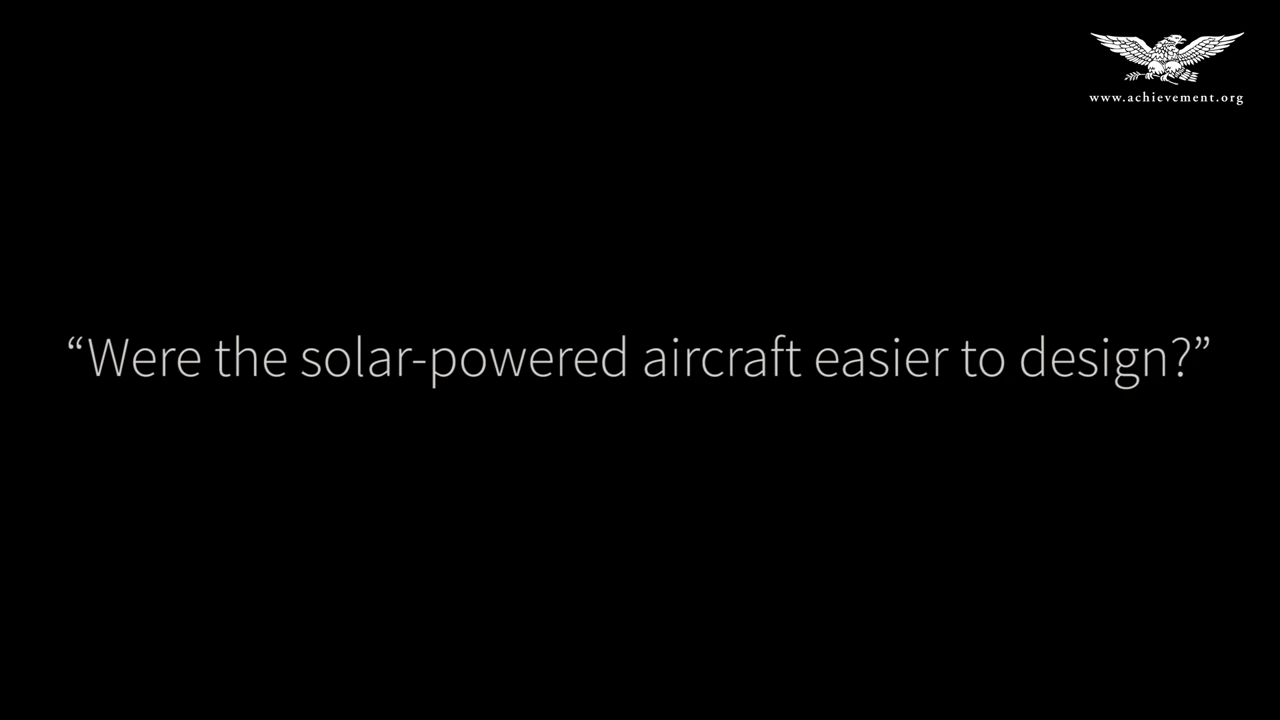 www.achievement.org
“Were the solar-powered aircraft easier to design?”